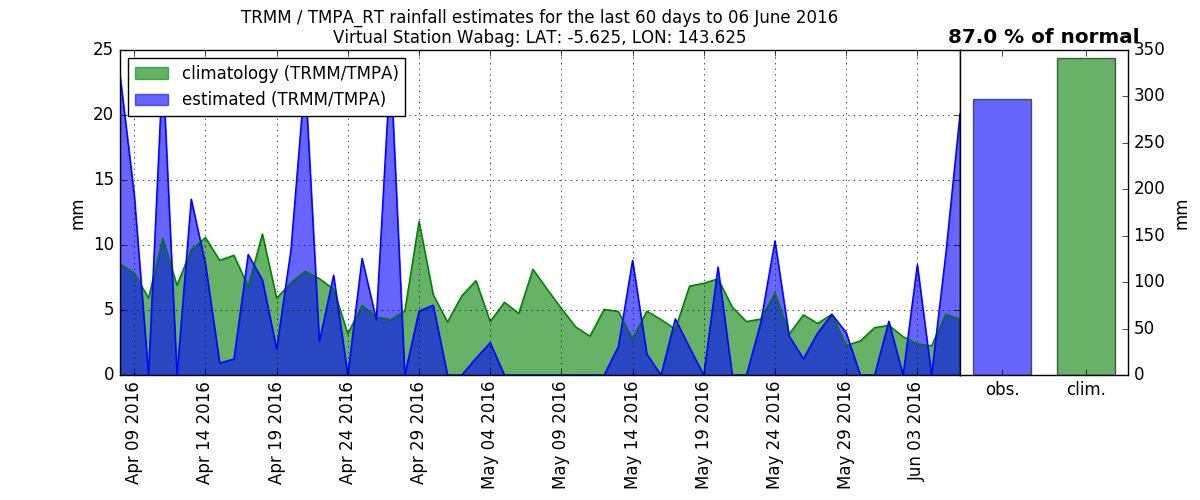 TRMM / TMPA_RT rainfall estimates for the last 60 days to 06 June 2016
Virtual Station Wabag: LAT: -5.625, LON: 143.625
87.0 % of normal
climatology (TRMM/TMPA)
estimated (TRMM/TMPA)
25
20
15
10
5
0
mm
350
300
250
200
150
100
50
0
mm
obs.
clim.
Apr 09 2016
Apr 14 2016
Apr 19 2016
Apr 24 2016
Apr 29 2016
May 04 2016
May 09 2016
May 14 2016
May 19 2016
May 24 2016
May 29 2016
Jun 03 2016